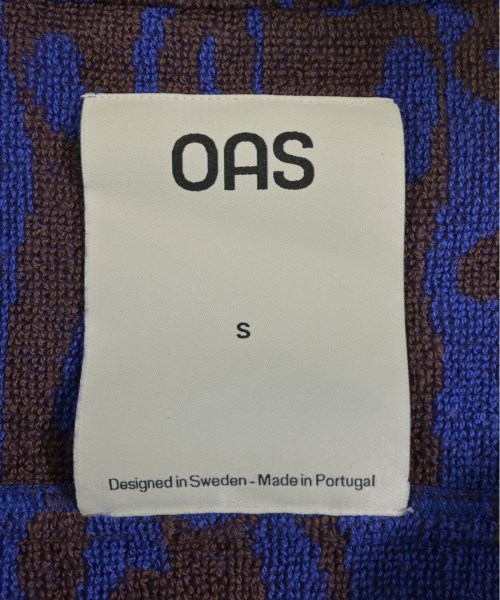 OAS
S
Designed in Sweden - Made in Portugal